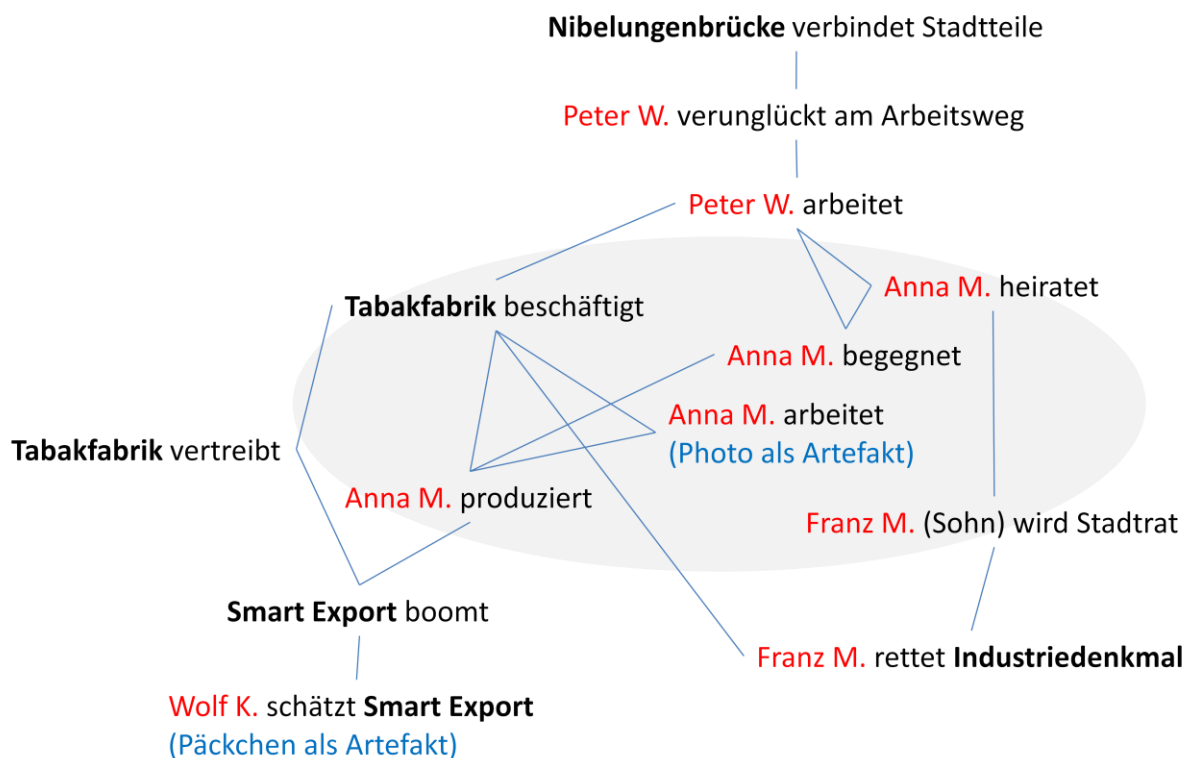 Nibelungenbrücke verbindet Stadtteile
Peter W. verunglückt am Arbeitsweg
Peter W. arbeitet
Anna M. heiratet
Tabakfabrik beschäftigt
Anna M. begegnet
Anna M. arbeitet
(Photo als Artefakt)
Tabakfabrik vertreibt
Anna M. produziert
Franz M. (Sohn) wird Stadtrat
Smart Export boomt
Franz M. rettet Industriedenkmal
Wolf K. schätzt Smart Export
(Päckchen als Artefakt)